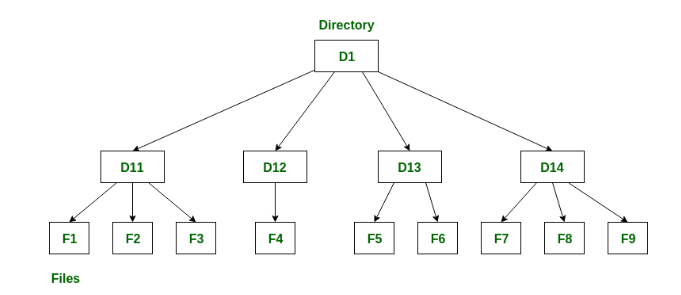 Directory
D1
D11 D12 D13 D14
F1 F2 F3 F4 F5 F6 F7 F8 F9
Files